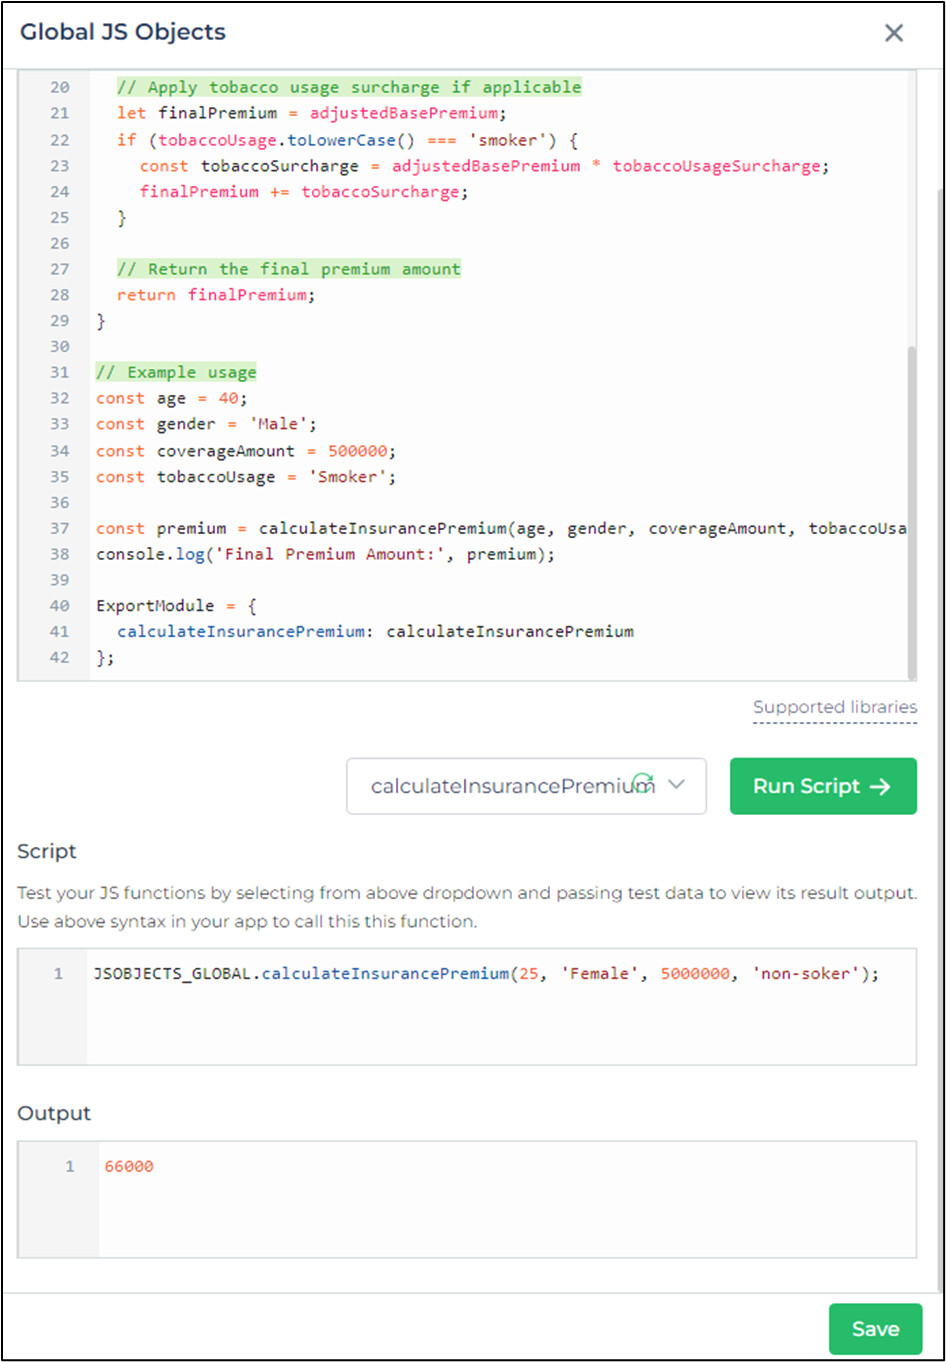 Global JS Objects
20 // Apply tobacco usage surcharge if applicable
21 let finalPremium = adjustedBasePremium;
22 if (tobaccoUsage.toLowerCase() === 'smoker') {
23 const tobaccoSurcharge = adjustedBasePremium * tobaccoUsageSurcharge;
24 finalPremium += tobaccoSurcharge;
25 }
26
27 // Return the final premium amount
28 return finalPremium;
29 }
30
31 // Example usage
32 const age = 40;
33 const gender = 'Male';
34 const coverageAmount = 500000;
35 const tobaccoUsage = 'Smoker';
36
37 const premium = calculateInsurancePremium(age, gender, coverageAmount, tobaccoUsa
38 console.log('Final Premium Amount:', premium);
39
40 ExportModule = {
41 calculateInsurancePremium: calculateInsurancePremium
42 };
Supported libraries
calculateInsurancePremium
Run Script →
Script
Test your JS functions by selecting from above dropdown and passing test data to view its result output.
Use above syntax in your app to call this this function.
1 JSOBJECTS_GLOBAL.calculateInsurancePremium(25, 'Female', 5000000, 'non-soker');
Output
1 66000
Save